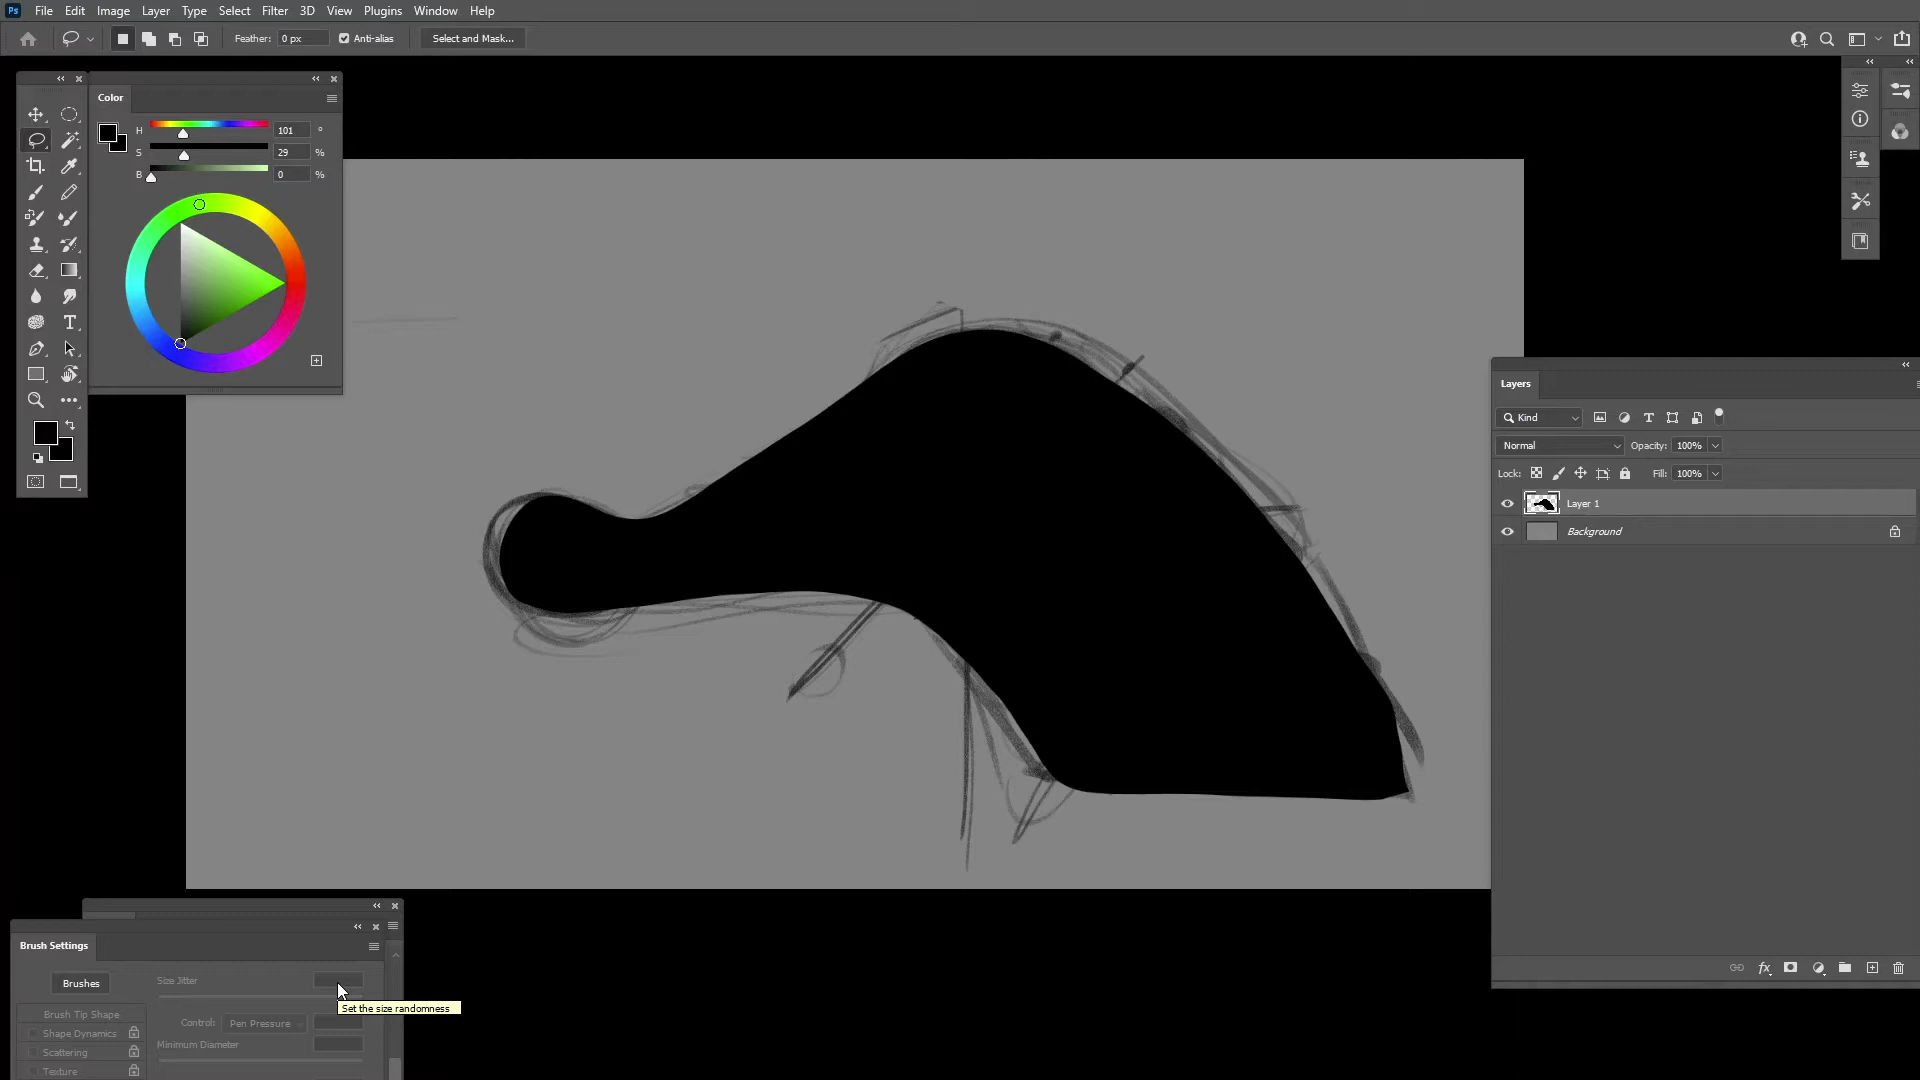 Ps File Edit Image Layer Type Select Filter 3D View Plugins Window Help
Feather: 0 px Anti-alias Select and Mask...
Color
H 101 °
S 29 %
B 0 %
Layers
Kind
Normal Opacity: 100%
Lock: Fill: 100%
Layer 1
Background
fx
Brush Settings
Brushes Size Jitter
Set the size randomness
Brush Tip Shape Control: Pen Pressure
Shape Dynamics Minimum Diameter
Scattering
Texture